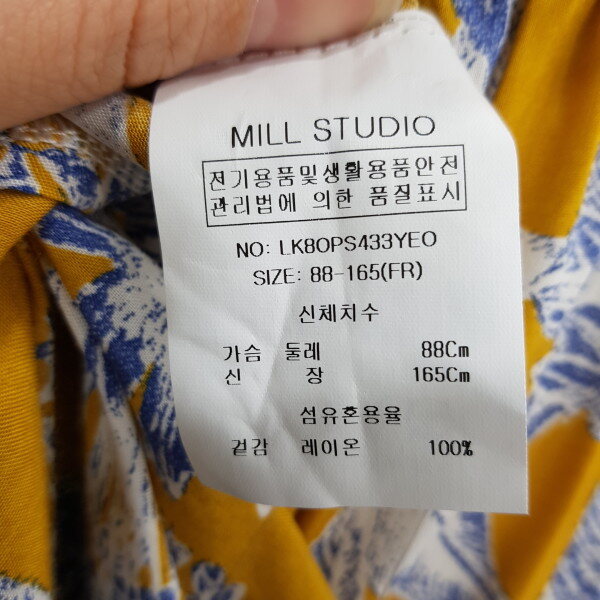 MILL STUDIO
전기용품및생활용품안전
관리법에 의한 품질표시
NO: LK8OPS433YEO
SIZE: 88-165(FR)
신체치수
가슴 둘레 88Cm
신 장 165Cm
섬유혼용율
겉감 레이온 100%